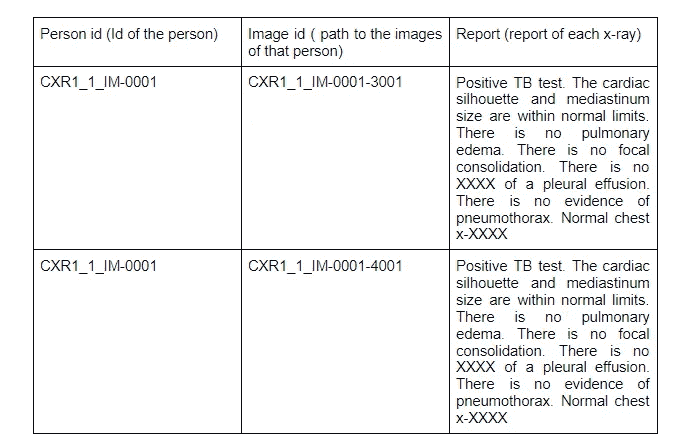 Person id (Id of the person)
Image id ( path to the images
of that person)
Report (report of each x-ray)
CXR1_1_IM-0001
CXR1_1_IM-0001-3001
Positive TB test. The cardiac
silhouette and mediastinum
size are within normal limits.
There is no pulmonary
edema. There is no focal
consolidation. There is no
XXXX of a pleural effusion.
There is no evidence of
pneumothorax. Normal chest
x-XXXX
CXR1_1_IM-0001
CXR1_1_IM-0001-4001
Positive TB test. The cardiac
silhouette and mediastinum
size are within normal limits.
There is no pulmonary
edema. There is no focal
consolidation. There is no
XXXX of a pleural effusion.
There is no evidence of
pneumothorax. Normal chest
x-XXXX